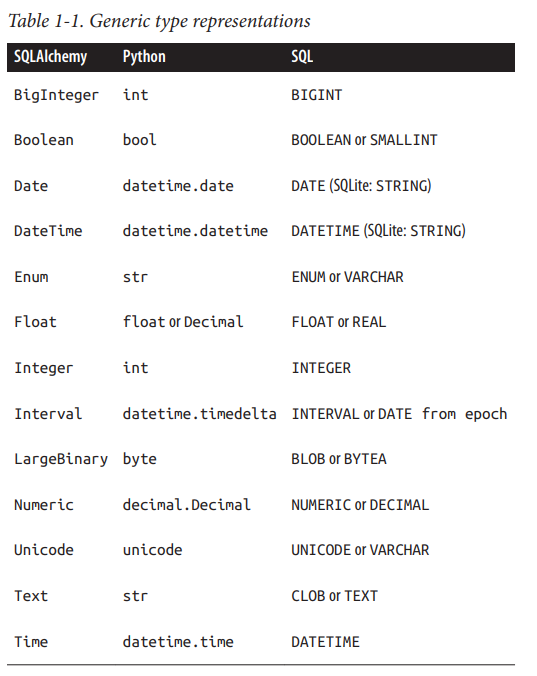 Table 1-1. Generic type representations
SQLAlchemy Python SQL
BigInteger int BIGINT
Boolean bool BOOLEAN or SMALLINT
Date datetime.date DATE (SQLite: STRING)
DateTime datetime.datetime DATETIME (SQLite: STRING)
Enum str ENUM or VARCHAR
Float float or Decimal FLOAT or REAL
Integer int INTEGER
Interval datetime.timedelta INTERVAL or DATE from epoch
LargeBinary byte BLOB or BYTEA
Numeric decimal.Decimal NUMERIC or DECIMAL
Unicode unicode UNICODE or VARCHAR
Text str CLOB or TEXT
Time datetime.time DATETIME